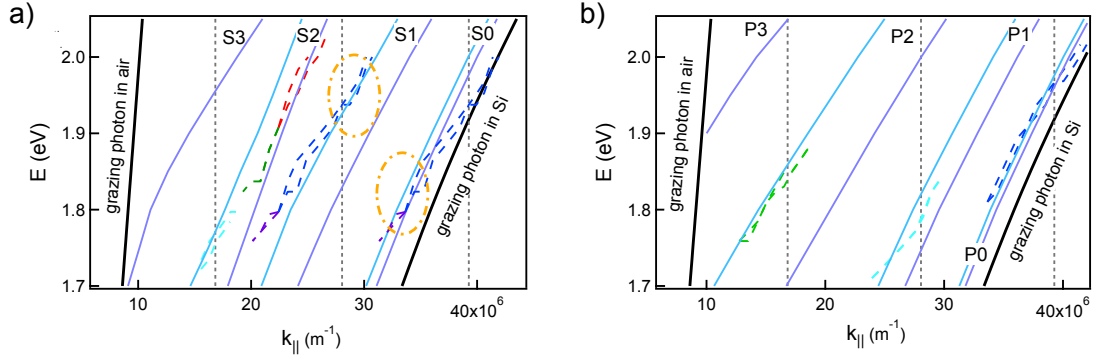 a)
S3
S2
S1
S0
2.0
1.9
1.8
1.7
E (eV)
grazing photon in air
grazing photon in Si
10
20
30
40x10⁶
k|| (m⁻¹)
b)
P3
P2
P1
P0
2.0
1.9
1.8
1.7
E (eV)
grazing photon in air
grazing photon in Si
10
20
30
40x10⁶
k|| (m⁻¹)